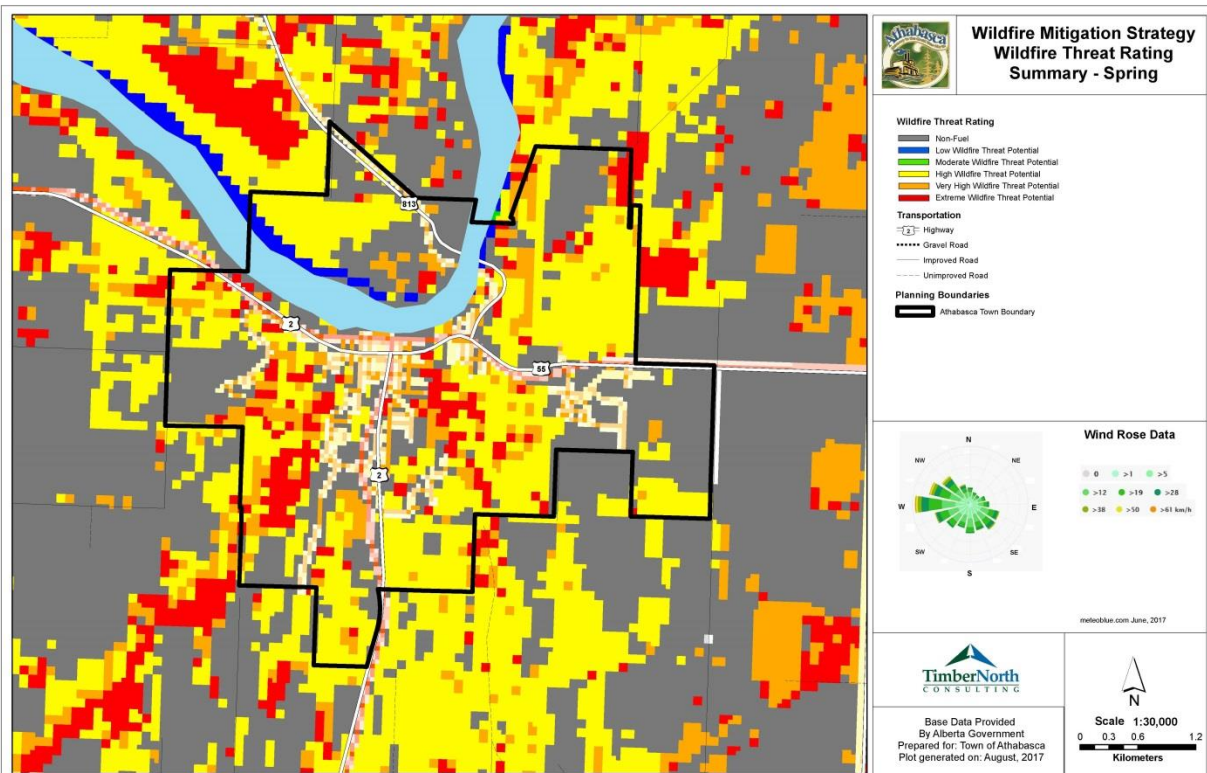 Athabasca
Wildfire Mitigation Strategy
Wildfire Threat Rating
Summary - Spring
Wildfire Threat Rating
Non-Fuel
Low Wildfire Threat Potential
Moderate Wildfire Threat Potential
High Wildfire Threat Potential
Very High Wildfire Threat Potential
Extreme Wildfire Threat Potential
Transportation
2 Highway
Gravel Road
Improved Road
Unimproved Road
Planning Boundaries
Athabasca Town Boundary
813
2
55
2
Wind Rose Data
N
NW NE
W E
SW SE
S
0 >1 >5
>12 >19 >28
>38 >50 >61 km/h
meteoblue.com June, 2017
TimberNorth
CONSULTING
N
Scale 1:30,000
0 0.3 0.6 1.2
Kilometers
Base Data Provided
By Alberta Government
Prepared for: Town of Athabasca
Plot generated on: August, 2017